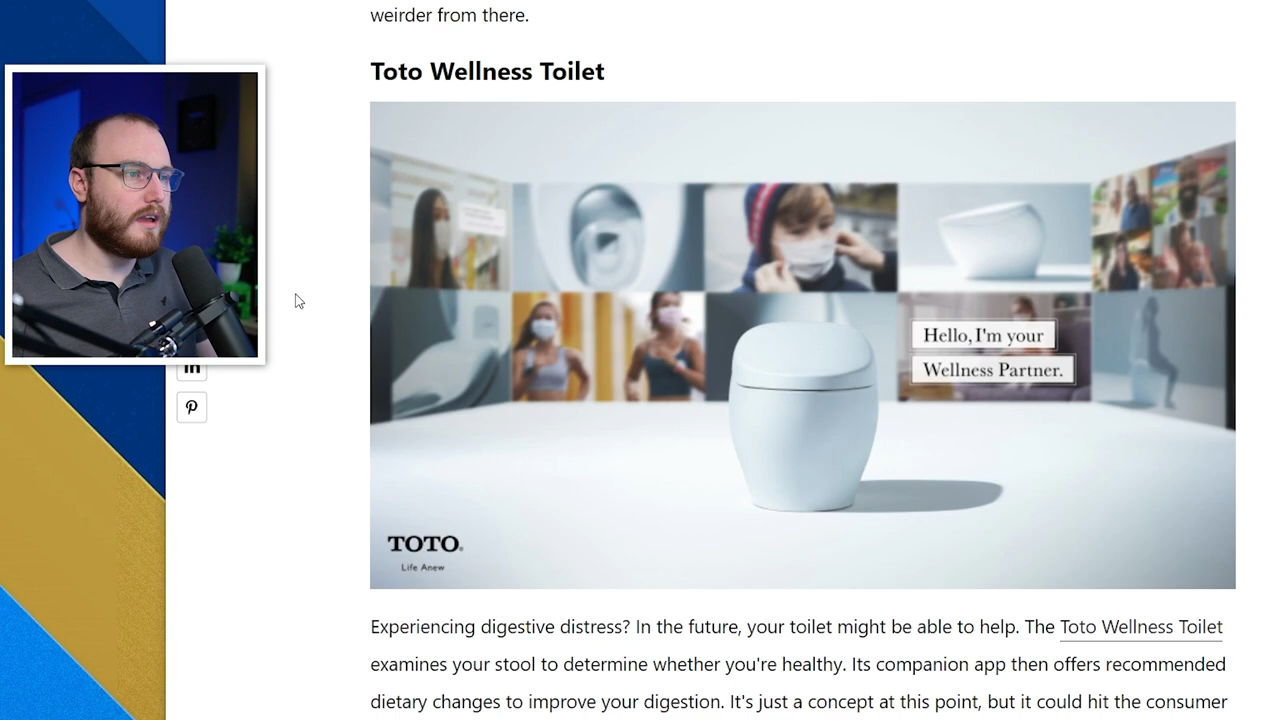 weirder from there.
Toto Wellness Toilet
Hello, I'm your
Wellness Partner.
TOTO.
Life Anew
in
Experiencing digestive distress? In the future, your toilet might be able to help. The Toto Wellness Toilet
examines your stool to determine whether you're healthy. Its companion app then offers recommended
dietary changes to improve your digestion. It's just a concept at this point, but it could hit the consumer